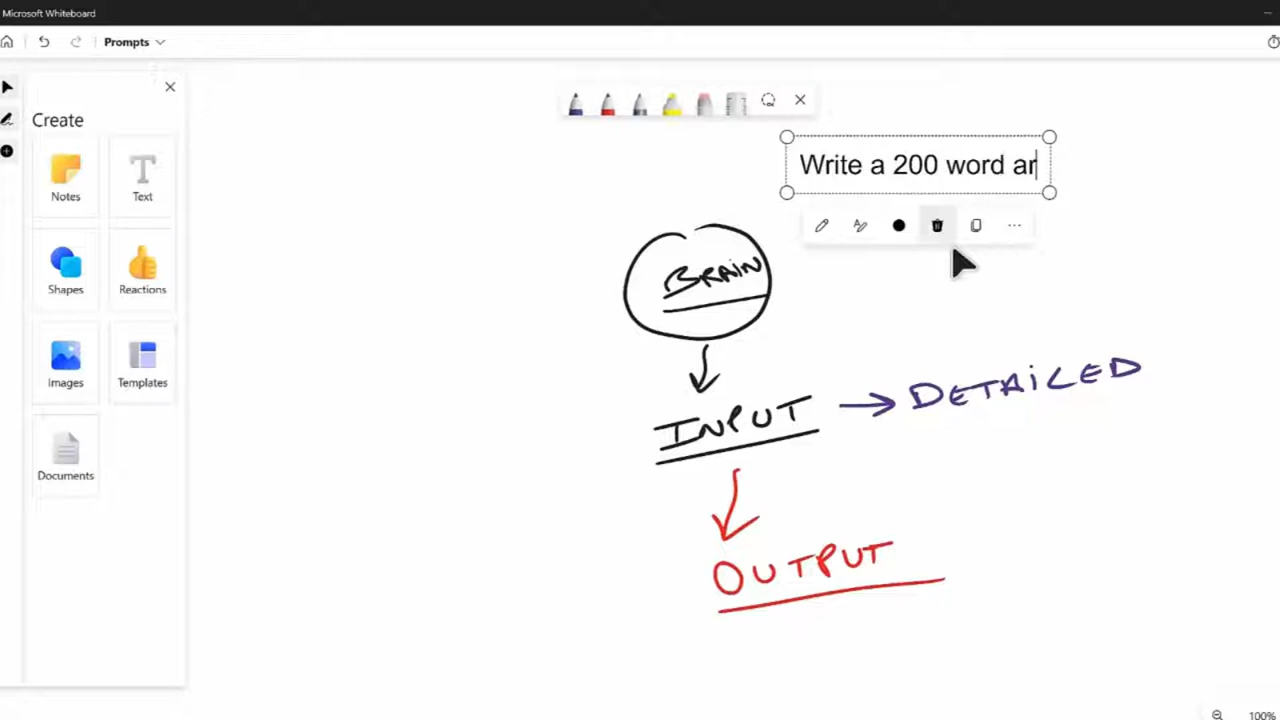 Microsoft Whiteboard
Prompts
Create
Notes
Text
Shapes
Reactions
Images
Templates
Documents
Write a 200 word ar
BRAIN
INPUT → DETAILED
OUTPUT
100%